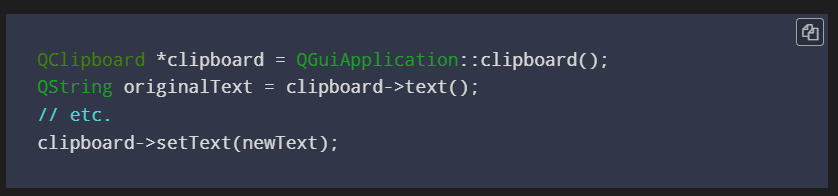 QClipboard *clipboard = QGuiApplication::clipboard();
QString originalText = clipboard->text();
// etc.
clipboard->setText(newText);